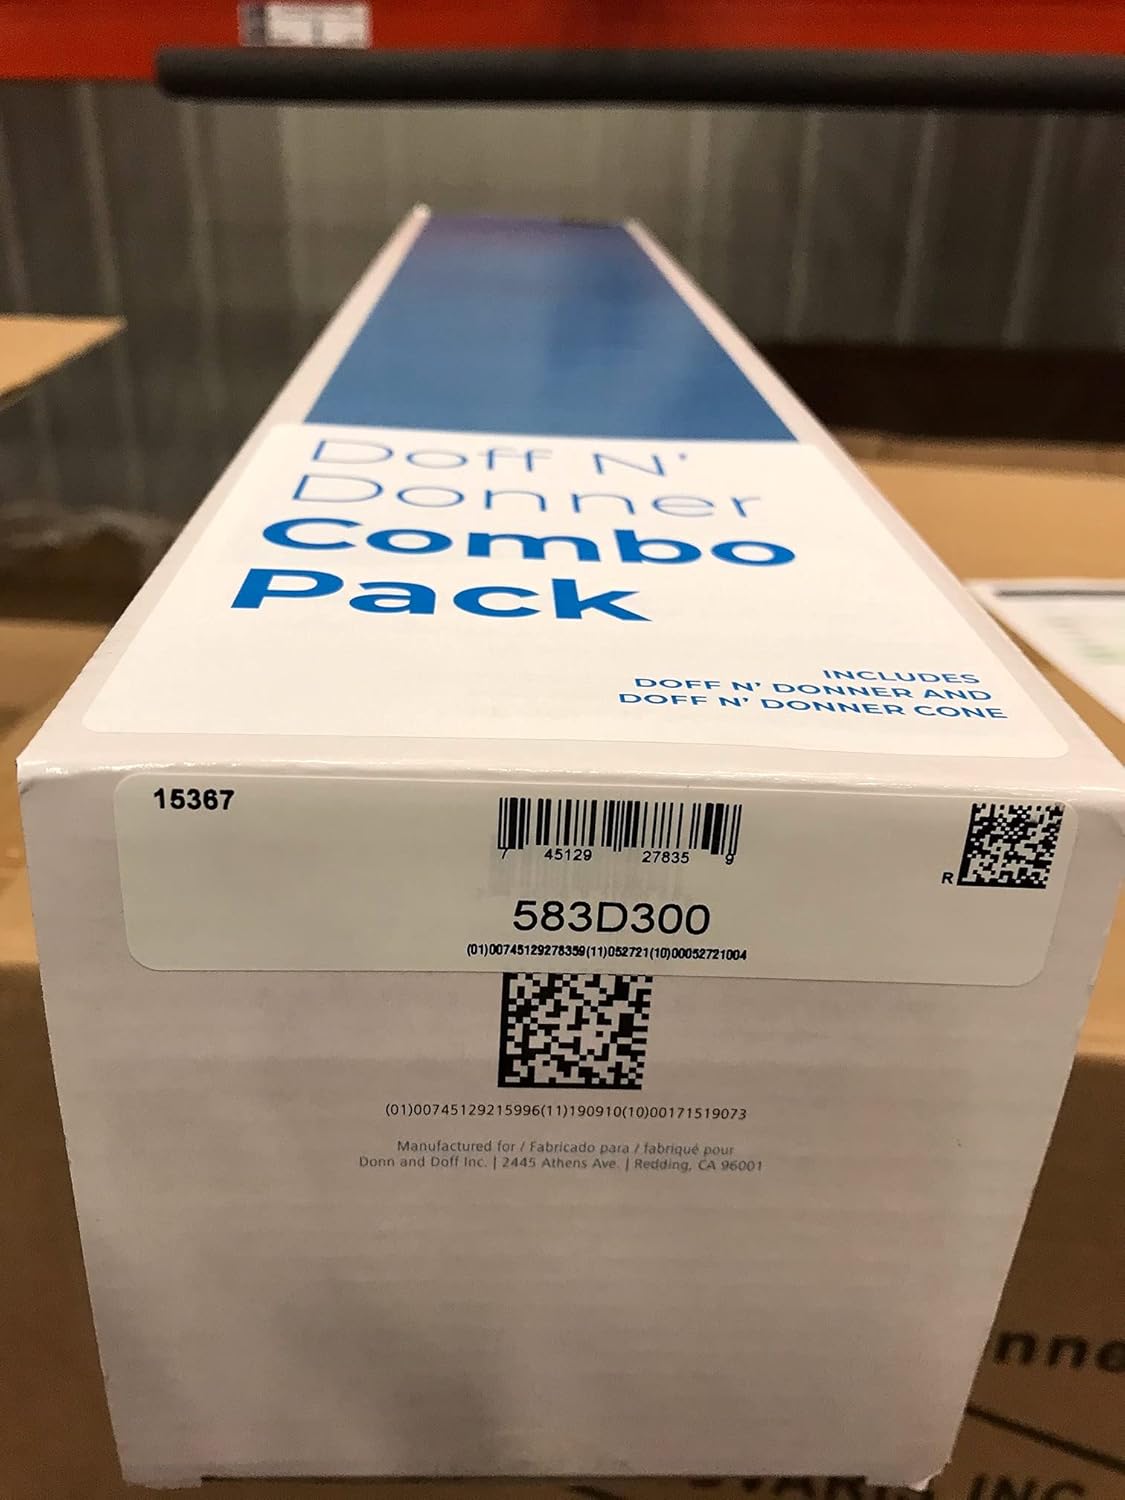 Doff N'
Donner
Combo
Pack
INCLUDES
DOFF N' DONNER AND
DOFF N' DONNER CONE
15367
7 45129 27835 9
R
583D300
(01)00745129278359(11)052721(10)00052721004
(01)00745129215996(11)190910(10)00171519073
Manufactured for / Fabricado para / fabriqué pour
Donn and Doff Inc. | 2445 Athens Ave. | Redding, CA 96001
INC